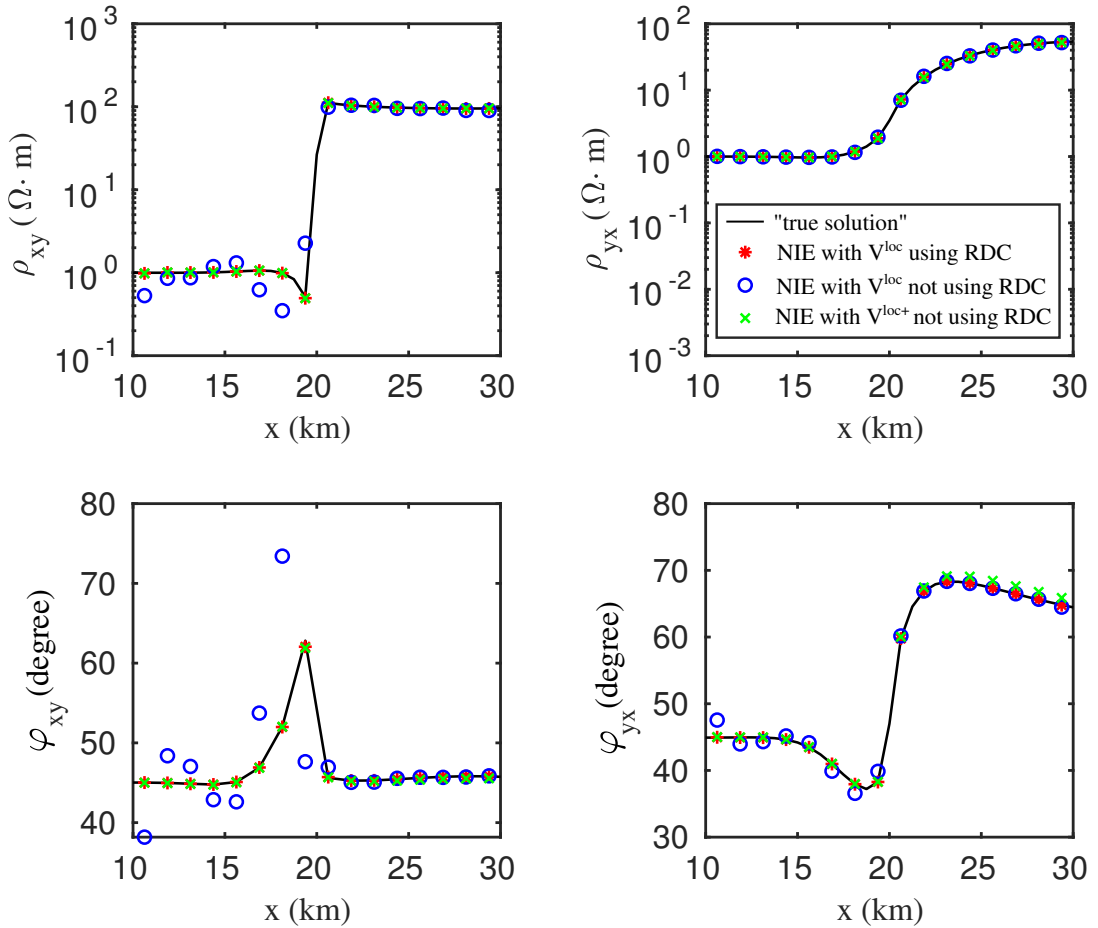 ρxy ( Ω· m)
10^3
10^2
10^1
10^0
10^-1
10 15 20 25 30
x (km)
ρyx ( Ω· m)
10^2
10^1
10^0
10^-1
10^-2
10^-3
"true solution"
NIE with V^loc using RDC
NIE with V^loc not using RDC
NIE with V^loc+ not using RDC
10 15 20 25 30
x (km)
φxy (degree)
80
70
60
50
40
10 15 20 25 30
x (km)
φyx (degree)
80
70
60
50
40
30
10 15 20 25 30
x (km)